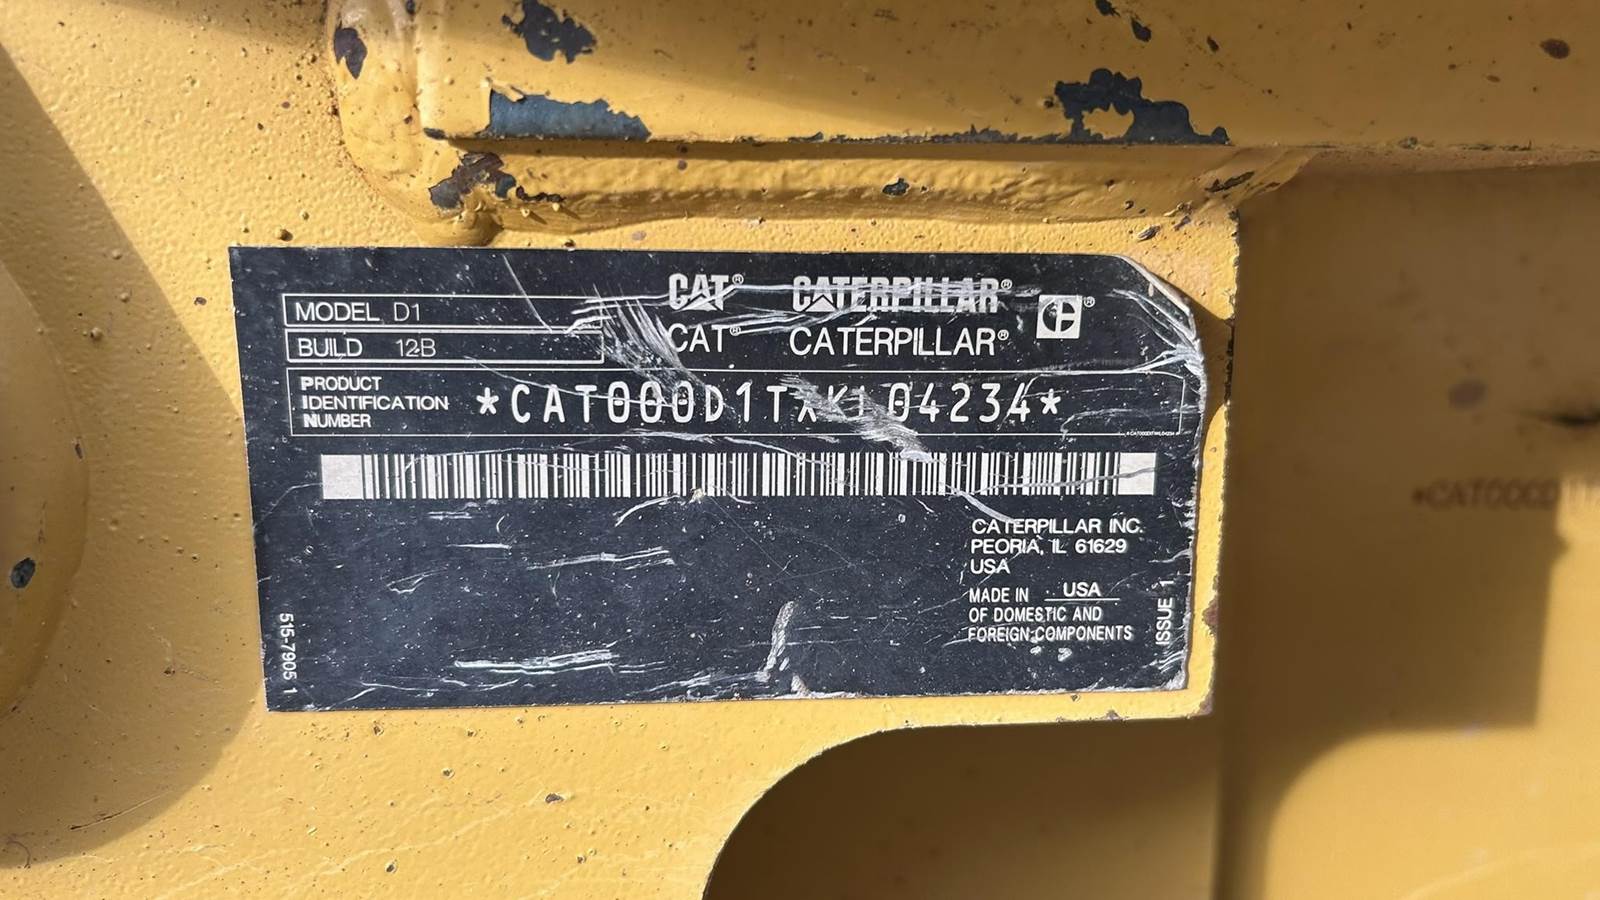 MODEL D1
BUILD 12-B
CAT® CATERPILLAR®
CAT® CATERPILLAR®
PRODUCT
IDENTIFICATION
NUMBER
CATERPILLAR INC.
PEORIA, IL 61629
USA
MADE IN USA
OF DOMESTIC AND
FOREIGN COMPONENTS
ISSUE 1
515-7905 1